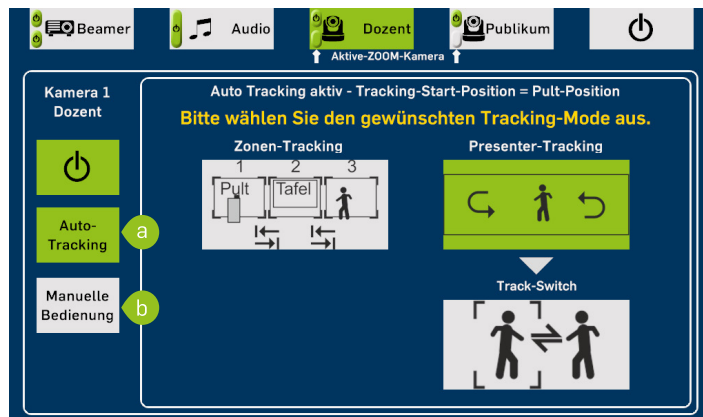 Beamer
Audio
Dozent
Publikum
Aktive-ZOOM-Kamera
Kamera 1
Dozent
Auto-
Tracking
a
Manuelle
Bedienung
b
Auto Tracking aktiv - Tracking-Start-Position = Pult-Position
Bitte wählen Sie den gewünschten Tracking-Mode aus.
Zonen-Tracking
1 2 3
Pult Tafel
Presenter-Tracking
Track-Switch